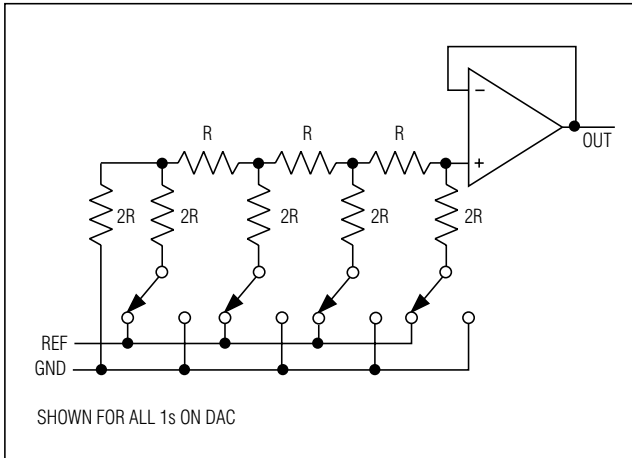 R R R
− 
+
OUT
2R 2R 2R 2R 2R
REF
GND
SHOWN FOR ALL 1s ON DAC